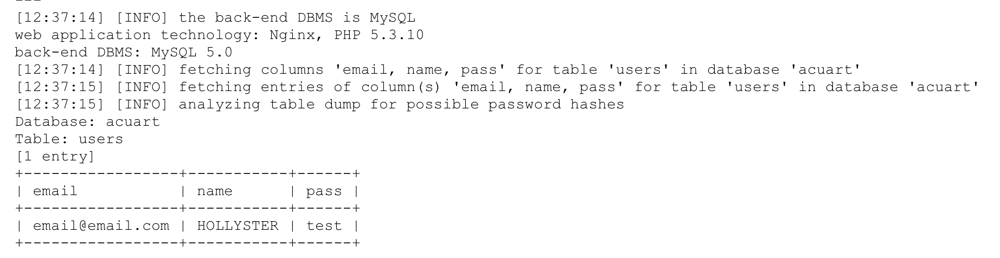 ---
[12:37:14] [INFO] the back-end DBMS is MySQL
web application technology: Nginx, PHP 5.3.10
back-end DBMS: MySQL 5.0
[12:37:14] [INFO] fetching columns 'email, name, pass' for table 'users' in database 'acuart'
[12:37:15] [INFO] fetching entries of column(s) 'email, name, pass' for table 'users' in database 'acuart'
[12:37:15] [INFO] analyzing table dump for possible password hashes
Database: acuart
Table: users
[1 entry]
+-----------------+-----------+------+
| email           | name      | pass |
+-----------------+-----------+------+
| email@email.com | HOLLYSTER | test |
+-----------------+-----------+------+